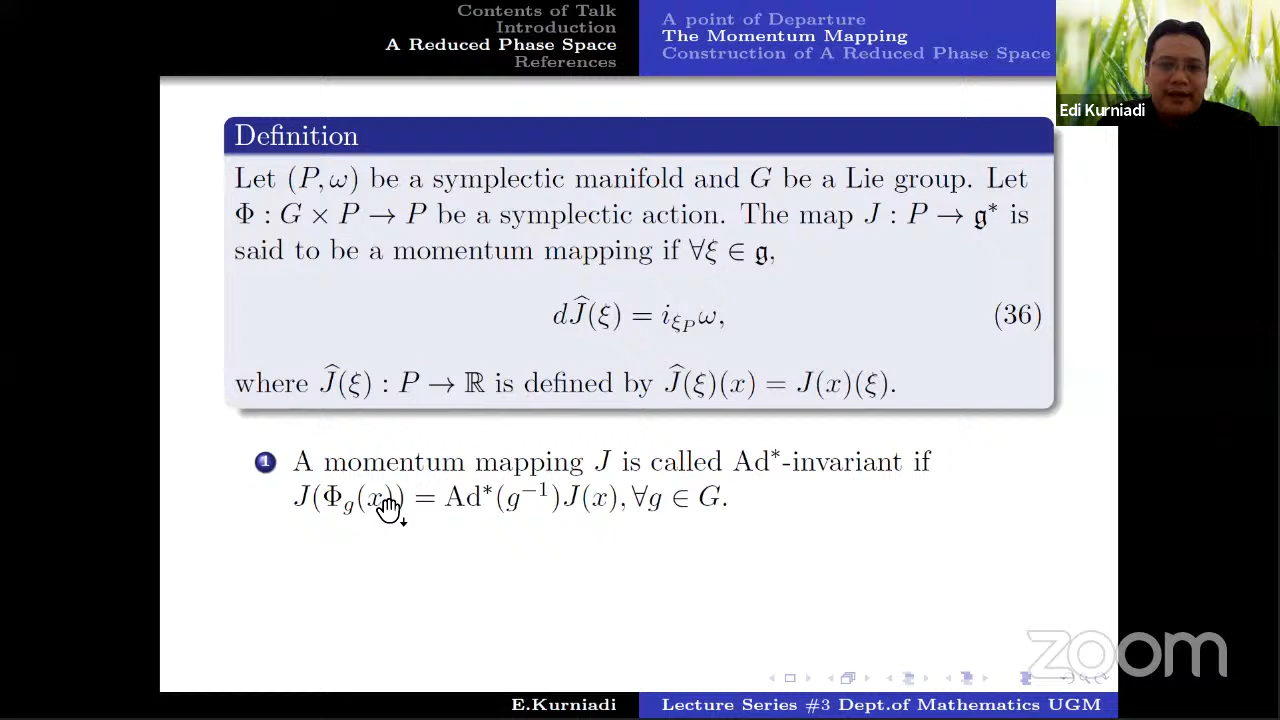 Contents of Talk
Introduction
A Reduced Phase Space
References
A point of Departure
The Momentum Mapping
Construction of A Reduced Phase Space
Edi Kurniadi
Definition
Let (P, ω) be a symplectic manifold and G be a Lie group. Let
Φ : G × P → P be a symplectic action. The map J : P → 𝔤* is
said to be a momentum mapping if ∀ξ ∈ 𝔤,
dĴ(ξ) = i_{ξ_P} ω, (36)
where Ĵ(ξ) : P → ℝ is defined by Ĵ(ξ)(x) = J(x)(ξ).
1 A momentum mapping J is called Ad*-invariant if
J(Φ_g(x)) = Ad*(g⁻¹)J(x), ∀g ∈ G.
zoom
E.Kurniadi
Lecture Series #3 Dept.of Mathematics UGM